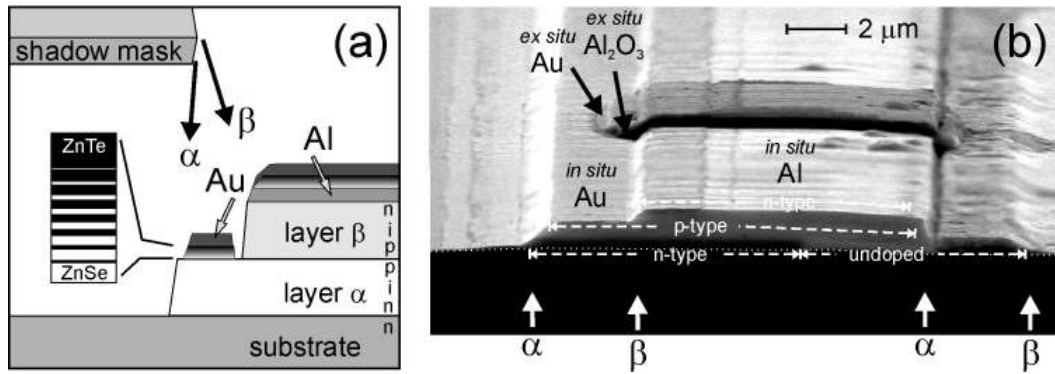 (a)
shadow mask
α
β
Al
Au
ZnTe
ZnSe
layer β
n
i
p
layer α
p
i
n
substrate
n
(b)
2 μm
ex situ
Au
ex situ
Al2O3
in situ
Au
in situ
Al
n-type
p-type
n-type
undoped
α
β
α
β